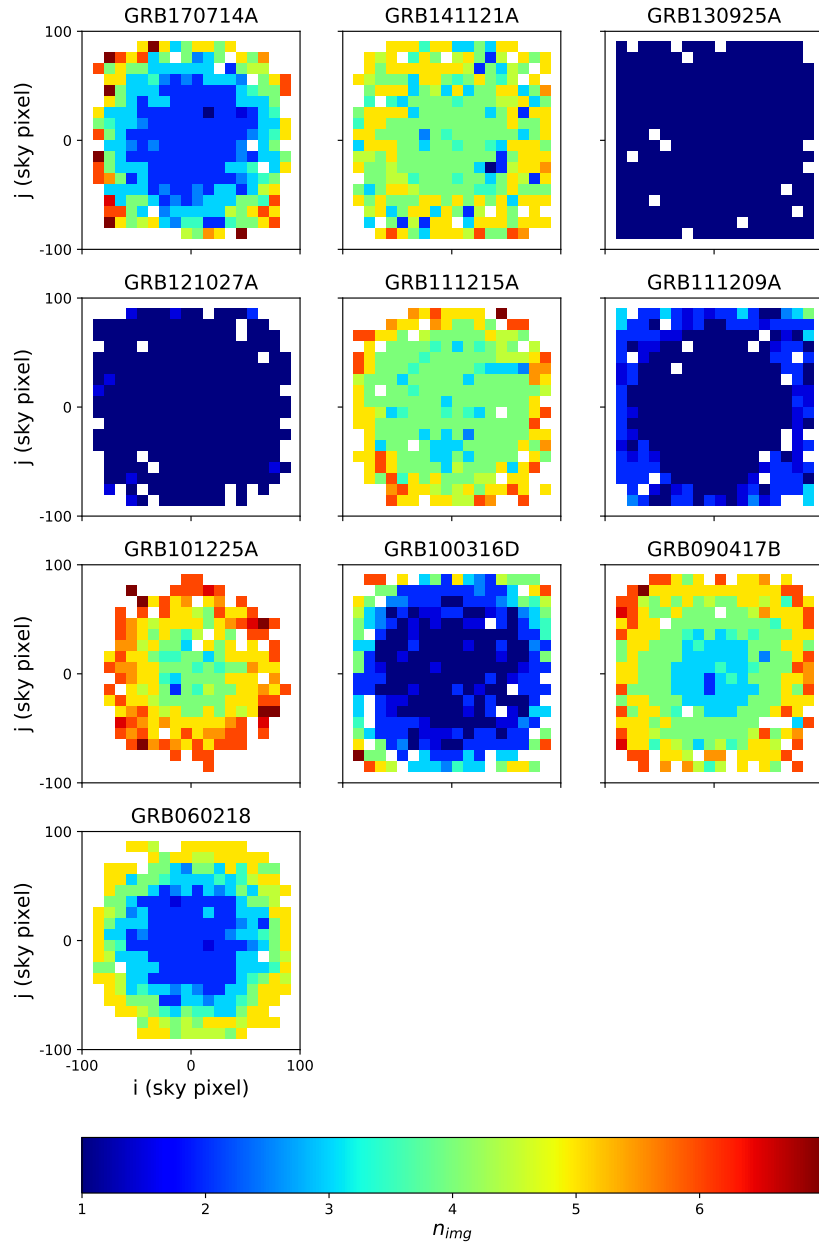 GRB170714A GRB141121A GRB130925A
100
0
-100
j (sky pixel)
GRB121027A GRB111215A GRB111209A
100
0
-100
j (sky pixel)
GRB101225A GRB100316D GRB090417B
100
0
-100
j (sky pixel)
GRB060218
100
0
-100
j (sky pixel)
-100 0 100
i (sky pixel)
1 2 3 4 5 6
n_img